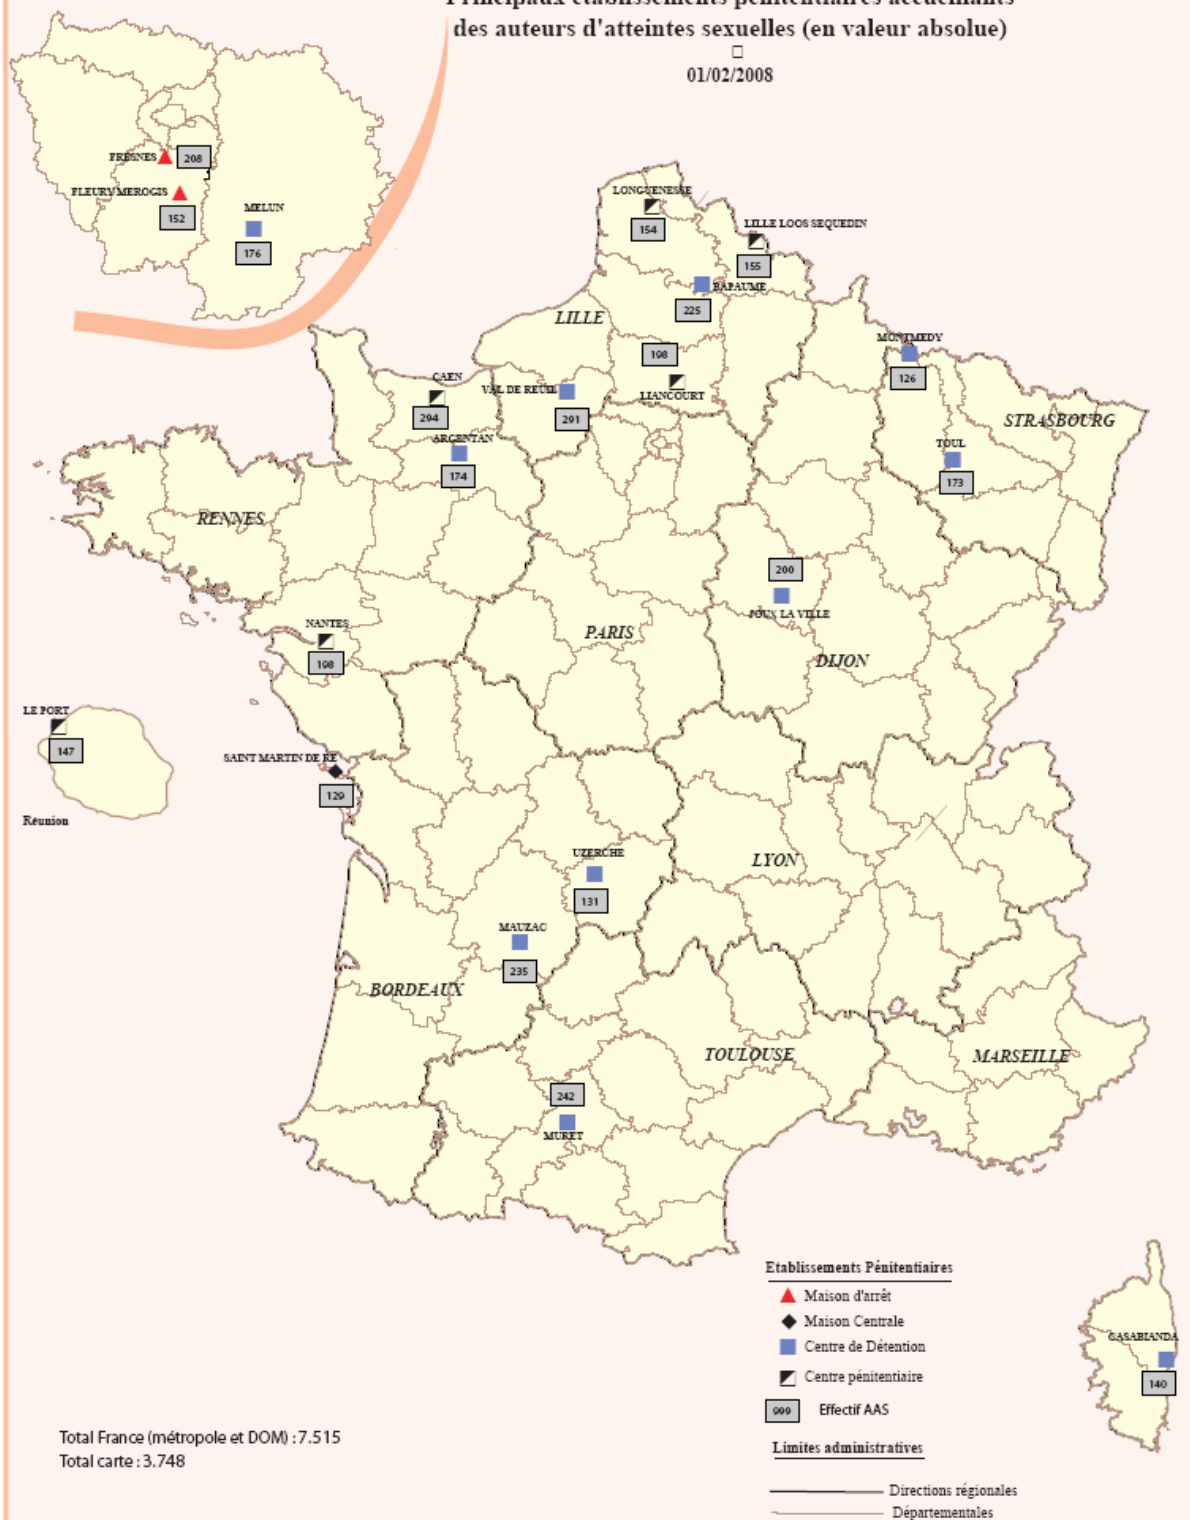 Principaux établissements pénitentiaires accueillants
des auteurs d'atteintes sexuelles (en valeur absolue)
01/02/2008
FRESNES
208
FLEURY MEROGIS
152
MELUN
176
LONGUENESSE
154
LILLE LOOS SEQUEDIN
155
BAPAUME
225
LILLE
198
LIANCOURT
MONTMEDY
126
CAEN
294
VAL DE REUIL
291
ARGENTAN
174
STRASBOURG
TOUL
173
RENNES
200
JOUX LA VILLE
NANTES
198
PARIS
DIJON
LE PORT
147
Réunion
SAINT MARTIN DE RE
129
UZERCHE
131
LYON
MAUZAC
235
BORDEAUX
TOULOUSE
MARSEILLE
242
MURET
CASABIANDA
140
Etablissements Pénitentiaires
Maison d'arrêt
Maison Centrale
Centre de Détention
Centre pénitentiaire
999 Effectif AAS
Limites administratives
Directions régionales
Départementales
Total France (métropole et DOM) : 7.515
Total carte : 3.748